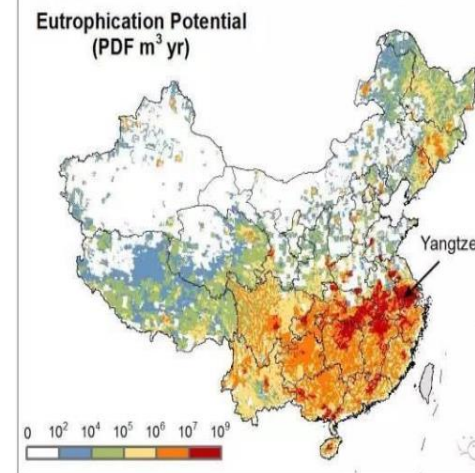 Eutrophication Potential
(PDF m³ yr)
Yangtze
0 10² 10⁴ 10⁵ 10⁶ 10⁷ 10⁹